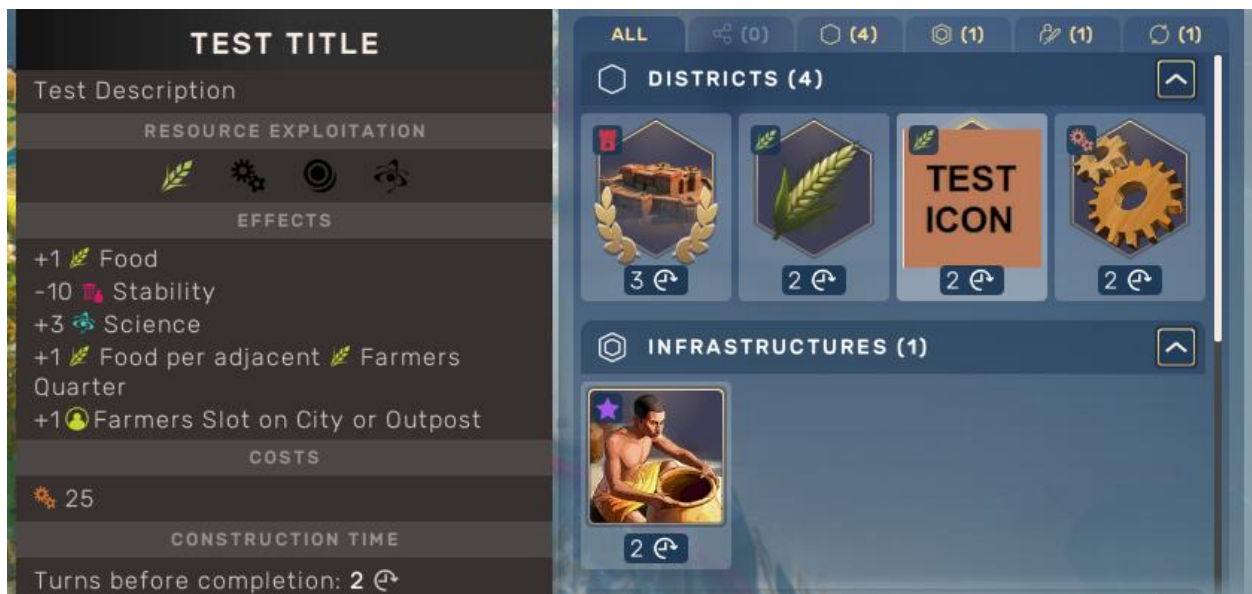 TEST TITLE
Test Description
RESOURCE EXPLOITATION
EFFECTS
+1 Food
-10 Stability
+3 Science
+1 Food per adjacent Farmers
Quarter
+1 Farmers Slot on City or Outpost
COSTS
25
CONSTRUCTION TIME
Turns before completion: 2
ALL (0) (4) (1) (1) (1)
DISTRICTS (4)
TEST
ICON
3 2 2 2
INFRASTRUCTURES (1)
2